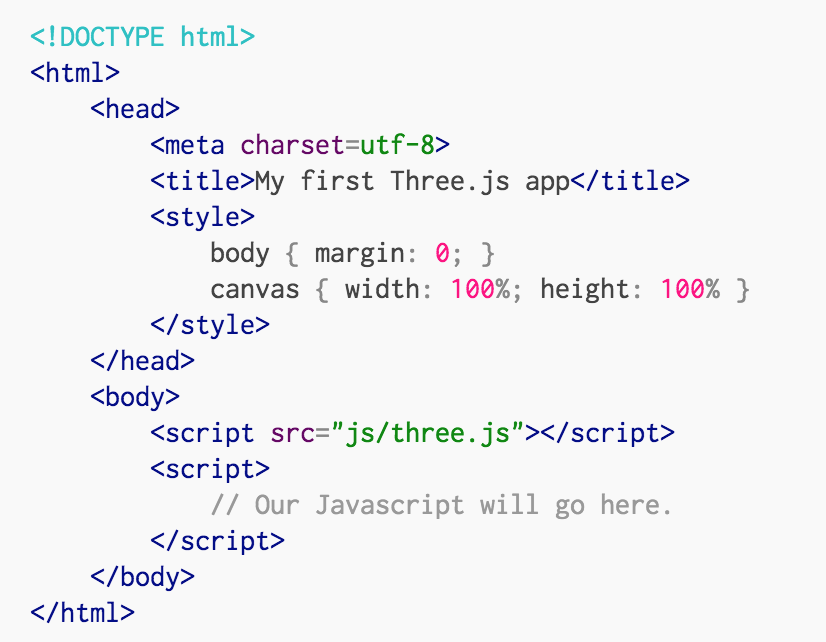 <!DOCTYPE html>
<html>
    <head>
        <meta charset=utf-8>
        <title>My first Three.js app</title>
        <style>
            body { margin: 0; }
            canvas { width: 100%; height: 100% }
        </style>
    </head>
    <body>
        <script src="js/three.js"></script>
        <script>
            // Our Javascript will go here.
        </script>
    </body>
</html>